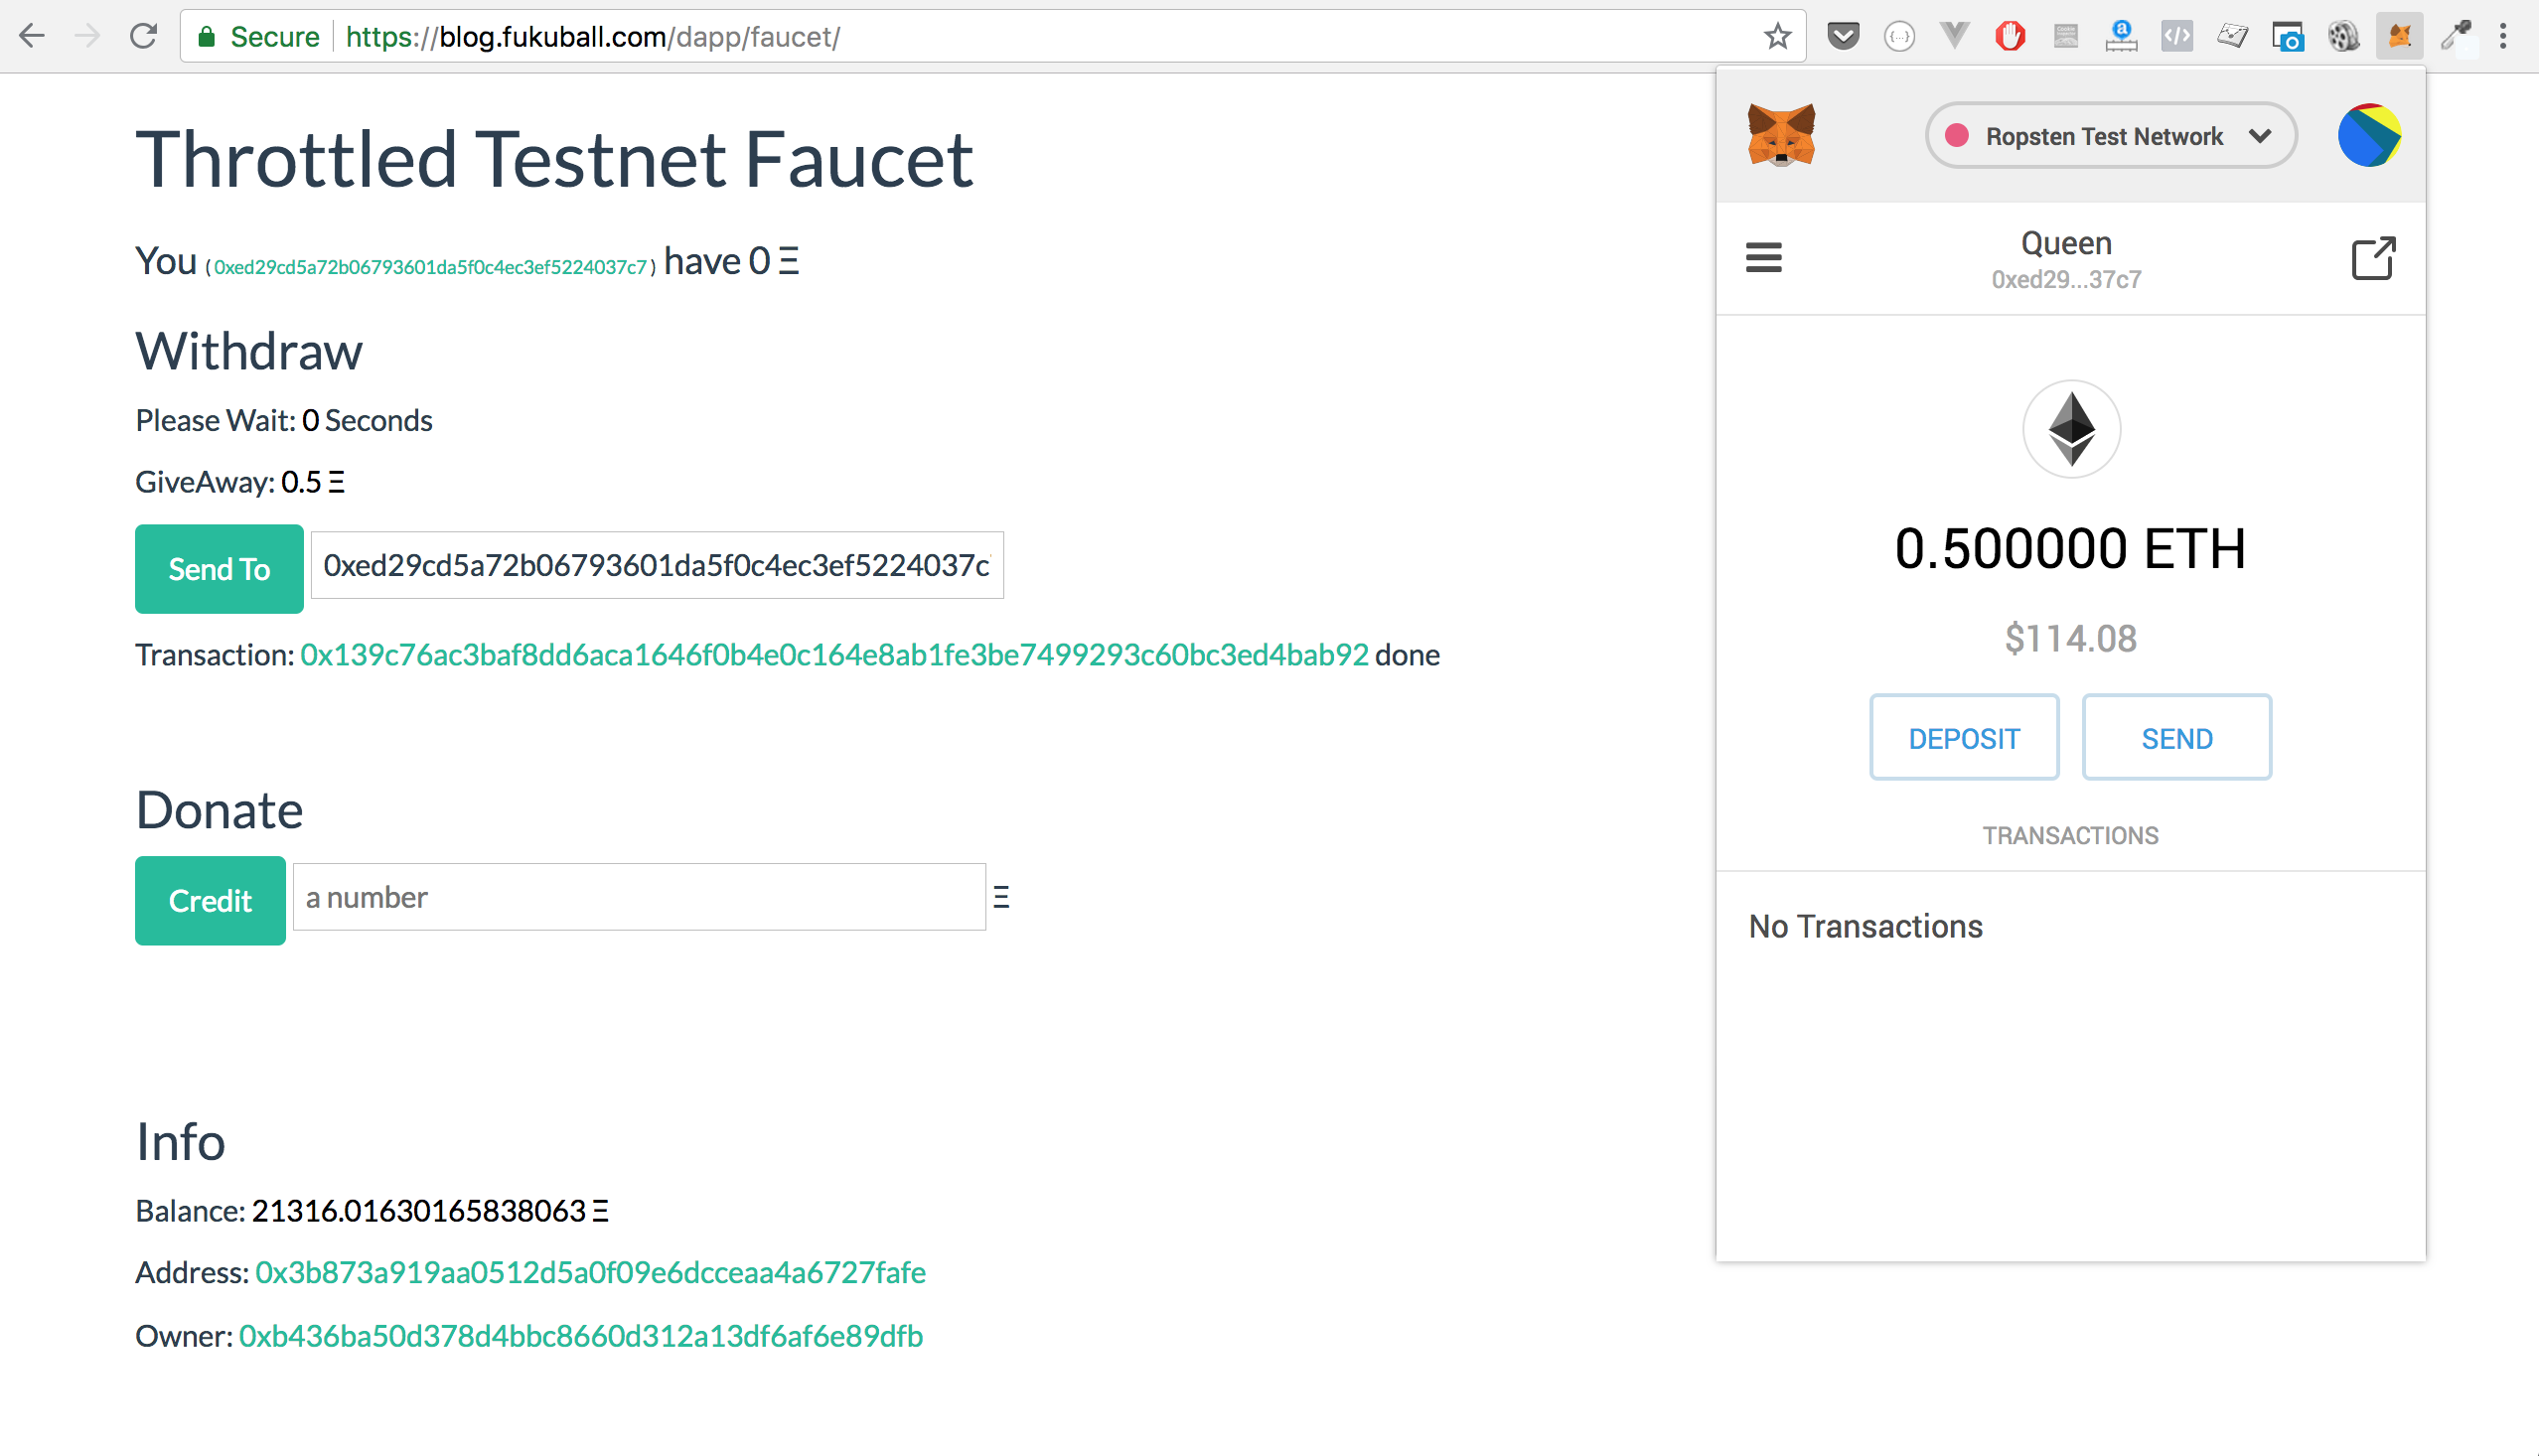 Secure https://blog.fukuball.com/dapp/faucet/
Throttled Testnet Faucet
You (0xed29cd5a72b06793601da5f0c4ec3ef5224037c7) have 0 Ξ
Withdraw
Please Wait: 0 Seconds
GiveAway: 0.5 Ξ
Send To 0xed29cd5a72b06793601da5f0c4ec3ef5224037c
Transaction: 0x139c76ac3baf8dd6aca1646f0b4e0c164e8ab1fe3be7499293c60bc3ed4bab92 done
Donate
Credit a number Ξ
Info
Balance: 21316.01630165838063 Ξ
Address: 0x3b873a919aa0512d5a0f09e6dcceaa4a6727fafe
Owner: 0xb436ba50d378d4bbc8660d312a13df6af6e89dfb
Ropsten Test Network
Queen
0xed29...37c7
0.500000 ETH
$114.08
DEPOSIT SEND
TRANSACTIONS
No Transactions